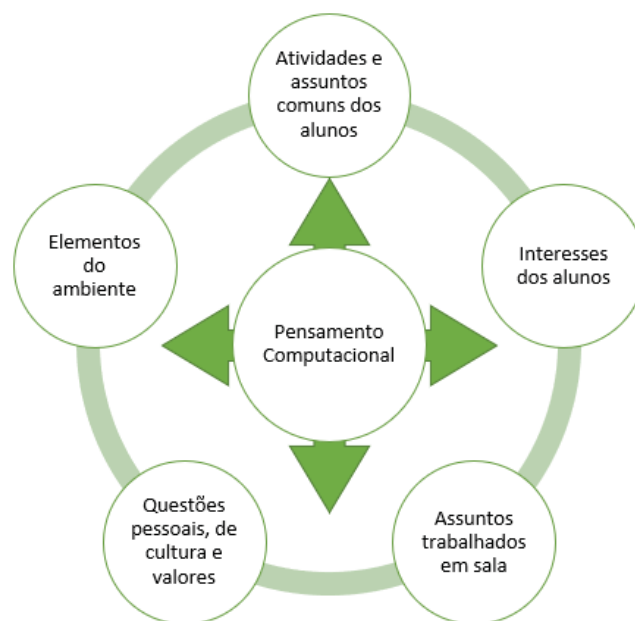 Atividades e
assuntos
comuns dos
alunos
Elementos
do
ambiente
Interesses
dos alunos
Pensamento
Computacional
Questões
pessoais, de
cultura e
valores
Assuntos
trabalhados
em sala